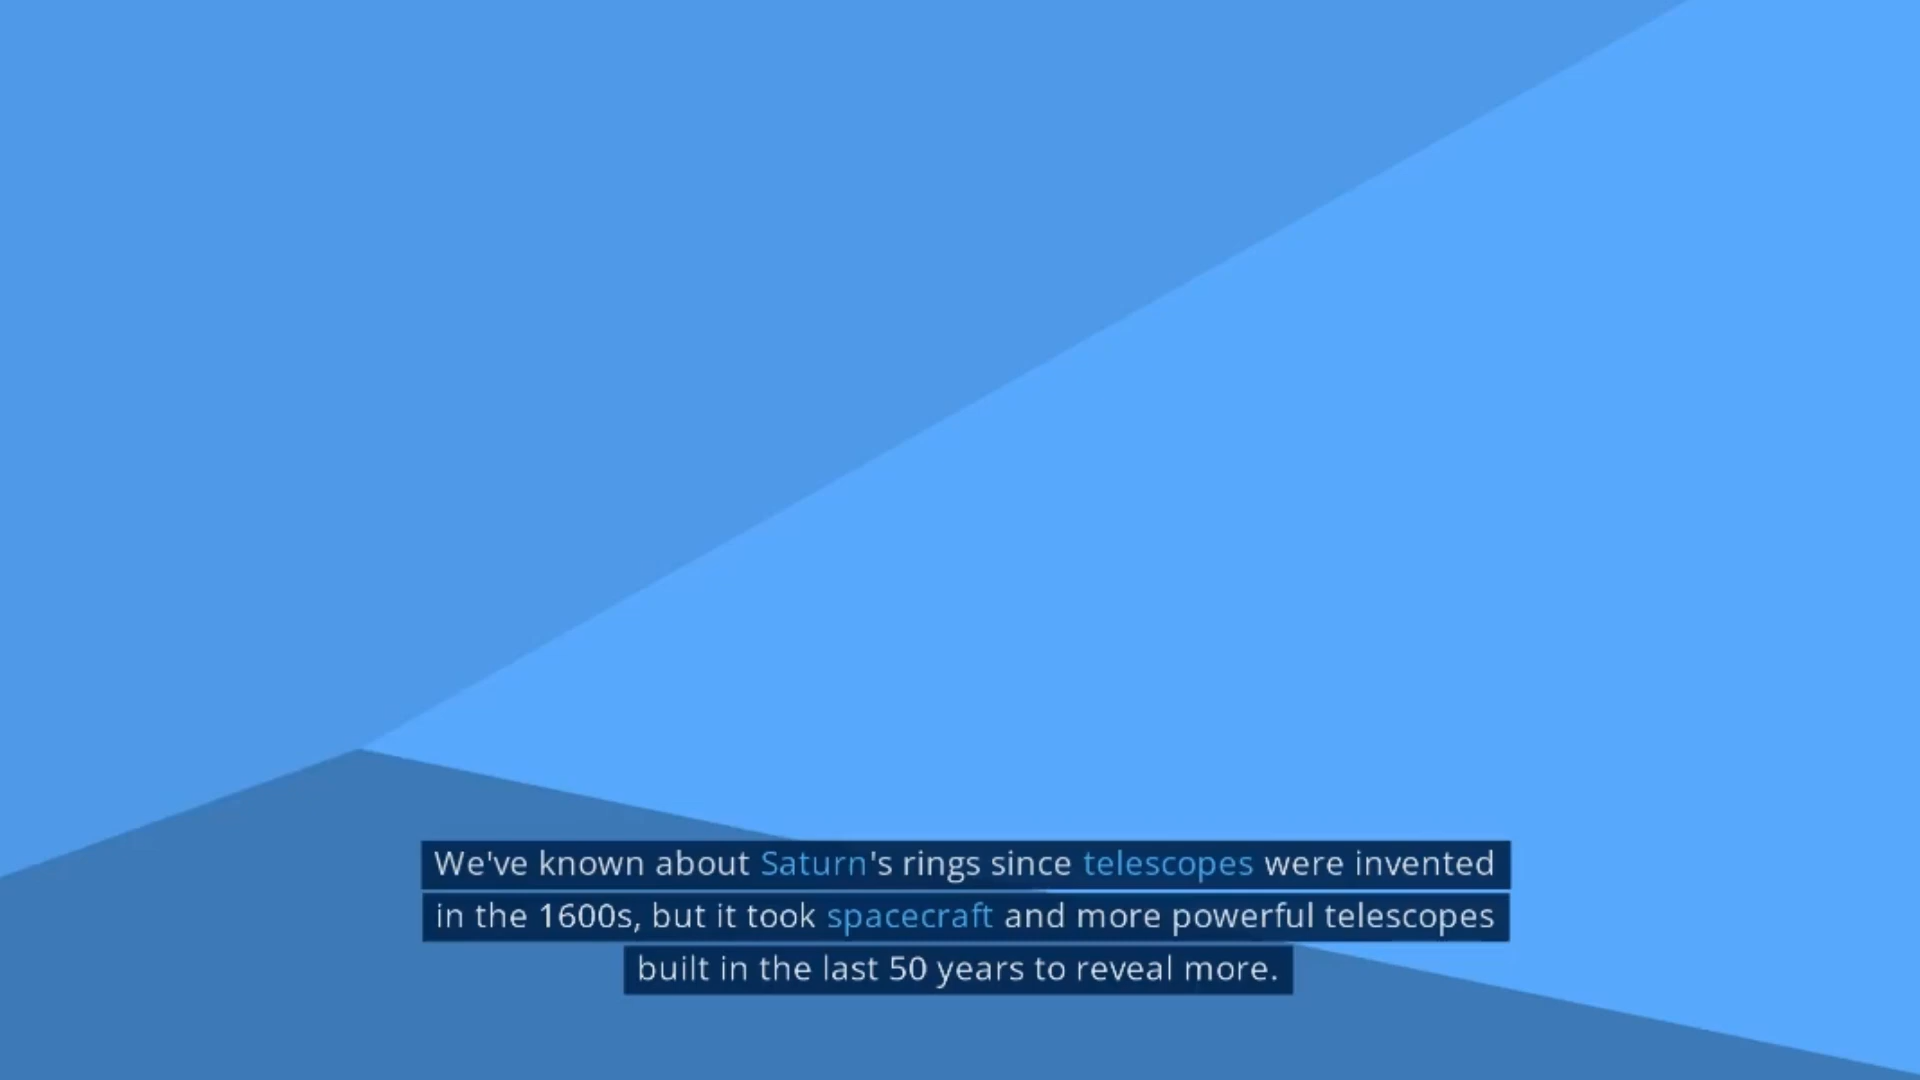 We've known about Saturn's rings since telescopes were invented
in the 1600s, but it took spacecraft and more powerful telescopes
built in the last 50 years to reveal more.